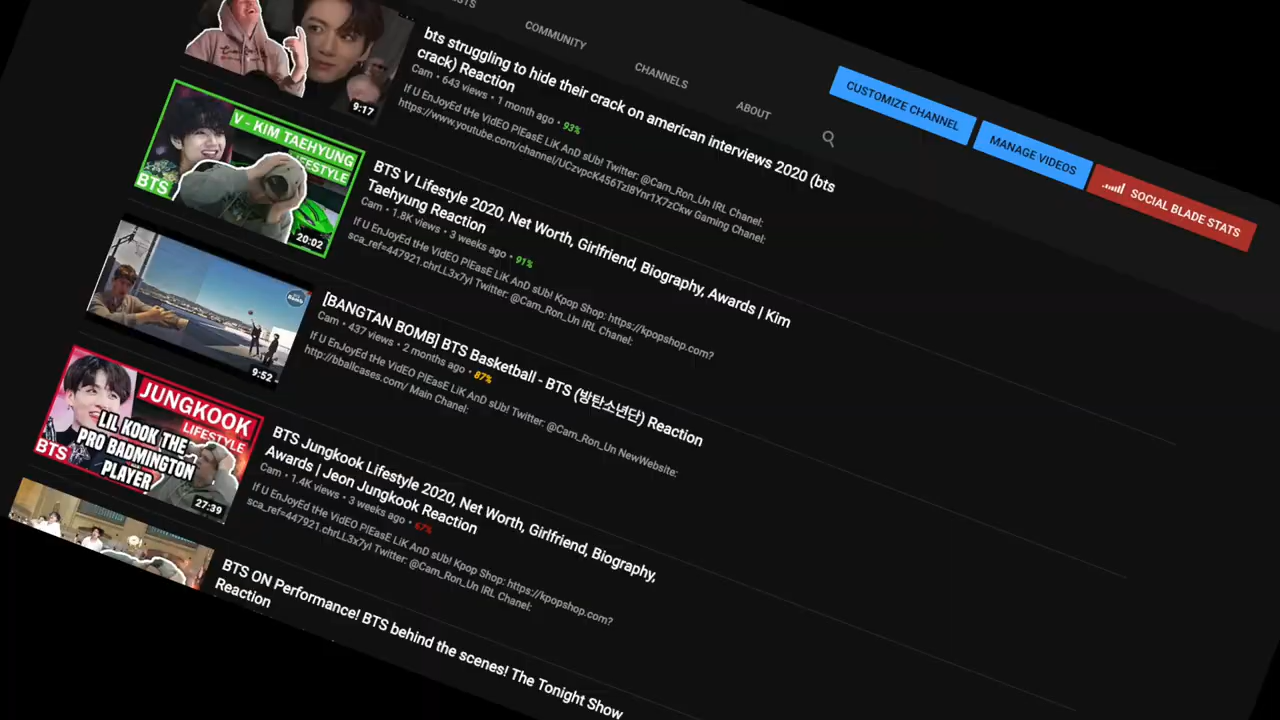 COMMUNITY
CHANNELS
ABOUT
CUSTOMIZE CHANNEL
MANAGE VIDEOS
SOCIAL BLADE STATS
9:17
bts struggling to hide their crack on american interviews 2020 (bts
crack) Reaction
Cam • 643 views • 1 month ago • 93%
If U EnJoyEd tHe VidEO PlEasE LiK AnD sUb! Twitter: @Cam_Ron_Un IRL Chanel:
https://www.youtube.com/channel/UCzvpcK456TzI8Ynr1X7zCkw Gaming Chanel:
V - KIM TAEHYUNG
LIFESTYLE
BTS
20:02
BTS V Lifestyle 2020, Net Worth, Girlfriend, Biography, Awards | Kim
Taehyung Reaction
Cam • 1.8K views • 3 weeks ago • 91%
If U EnJoyEd tHe VidEO PlEasE LiK AnD sUb! Kpop Shop: https://kpopshop.com?
sca_ref=447921.chrLL3x7yI Twitter: @Cam_Ron_Un IRL Chanel:
9:52
[BANGTAN BOMB] BTS Basketball - BTS (방탄소년단) Reaction
Cam • 437 views • 2 months ago • 87%
If U EnJoyEd tHe VidEO PlEasE LiK AnD sUb! Twitter: @Cam_Ron_Un NewWebsite:
http://bballcases.com/ Main Chanel:
JUNGKOOK
LIFESTYLE
LIL KOOK THE
PRO BADMINGTON
PLAYER
BTS
27:39
BTS Jungkook Lifestyle 2020, Net Worth, Girlfriend, Biography,
Awards | Jeon Jungkook Reaction
Cam • 1.4K views • 3 weeks ago • 67%
If U EnJoyEd tHe VidEO PlEasE LiK AnD sUb! Kpop Shop: https://kpopshop.com?
sca_ref=447921.chrLL3x7yI Twitter: @Cam_Ron_Un IRL Chanel:
BTS ON Performance! BTS behind the scenes! The Tonight Show
Reaction